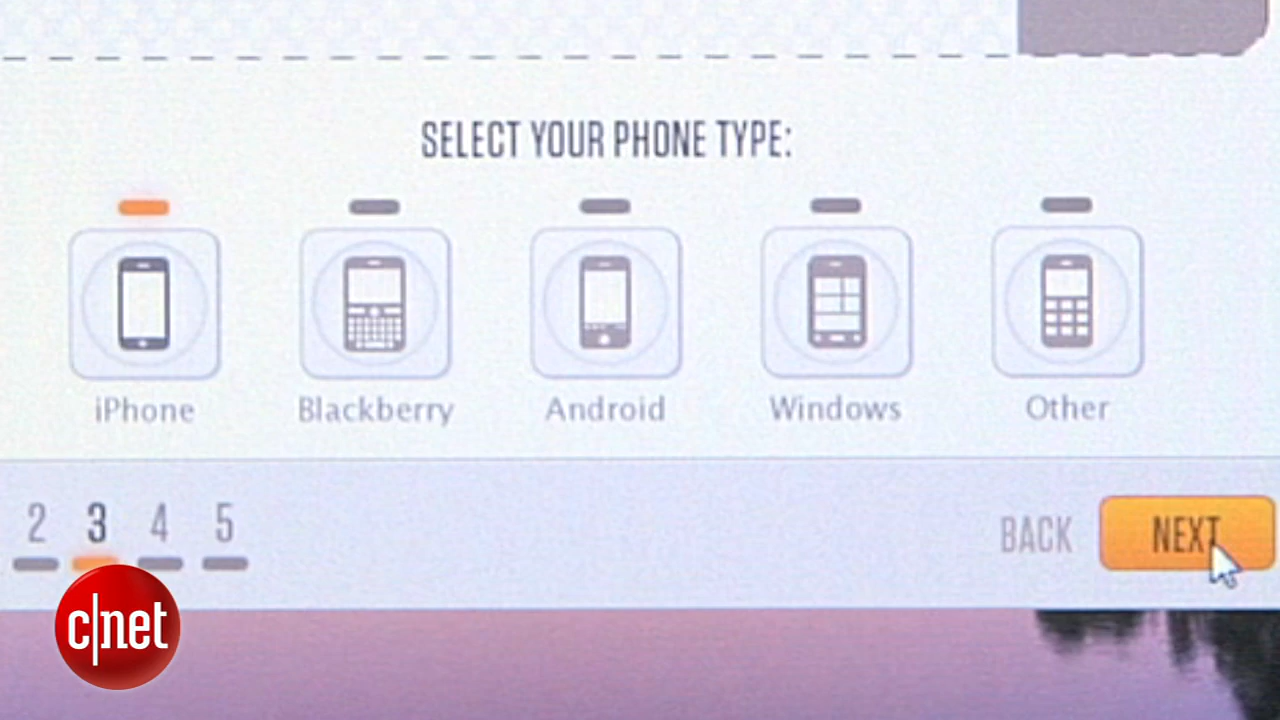 SELECT YOUR PHONE TYPE:
iPhone Blackberry Android Windows Other
2 3 4 5
BACK NEXT
c|net